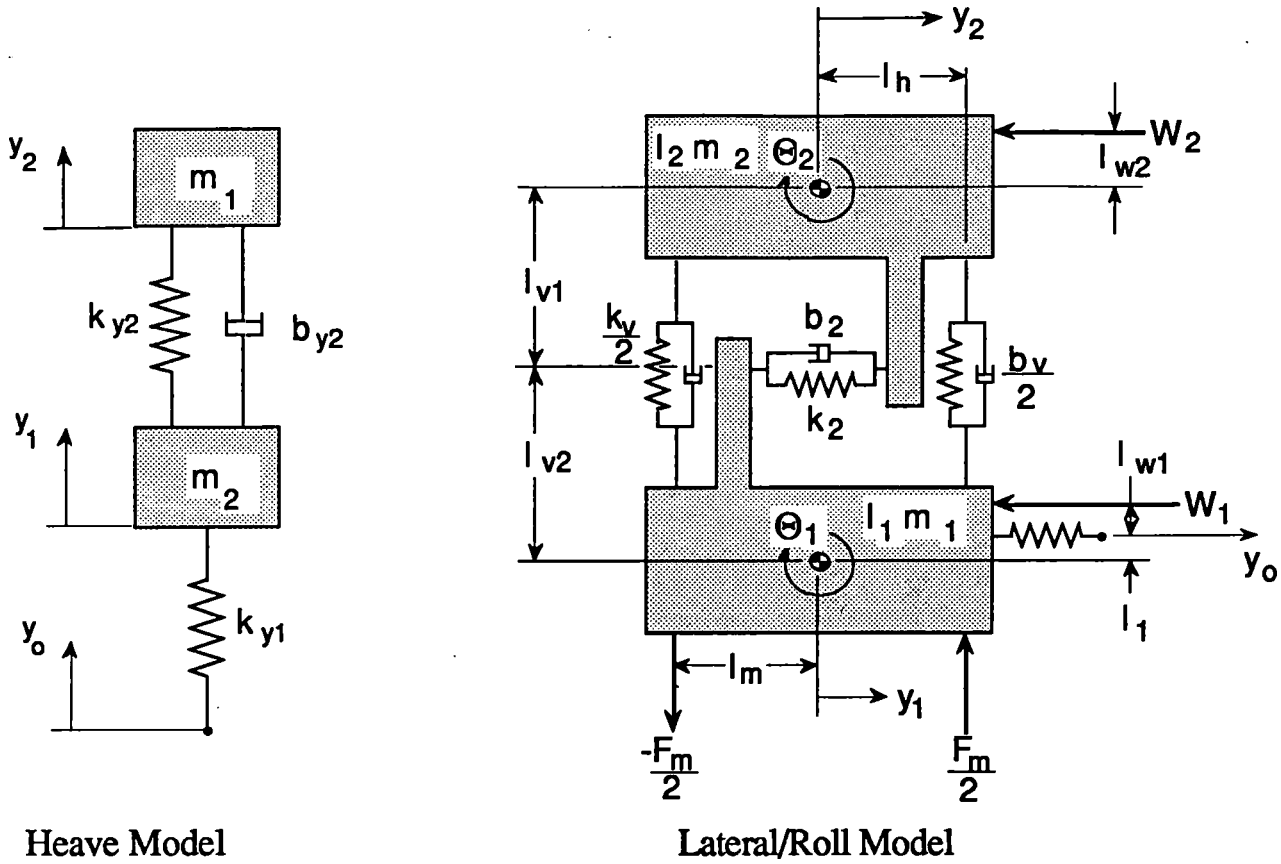 y2
m1
ky2
by2
y1
m2
ky1
yo
Heave Model
y2
lh
W2
lw2
I2 m2
Θ2
lv1
kv/2
b2
k2
bv/2
lv2
lw1
W1
Θ1
I1 m1
yo
l1
lm
y1
-Fm/2
Fm/2
Lateral/Roll Model